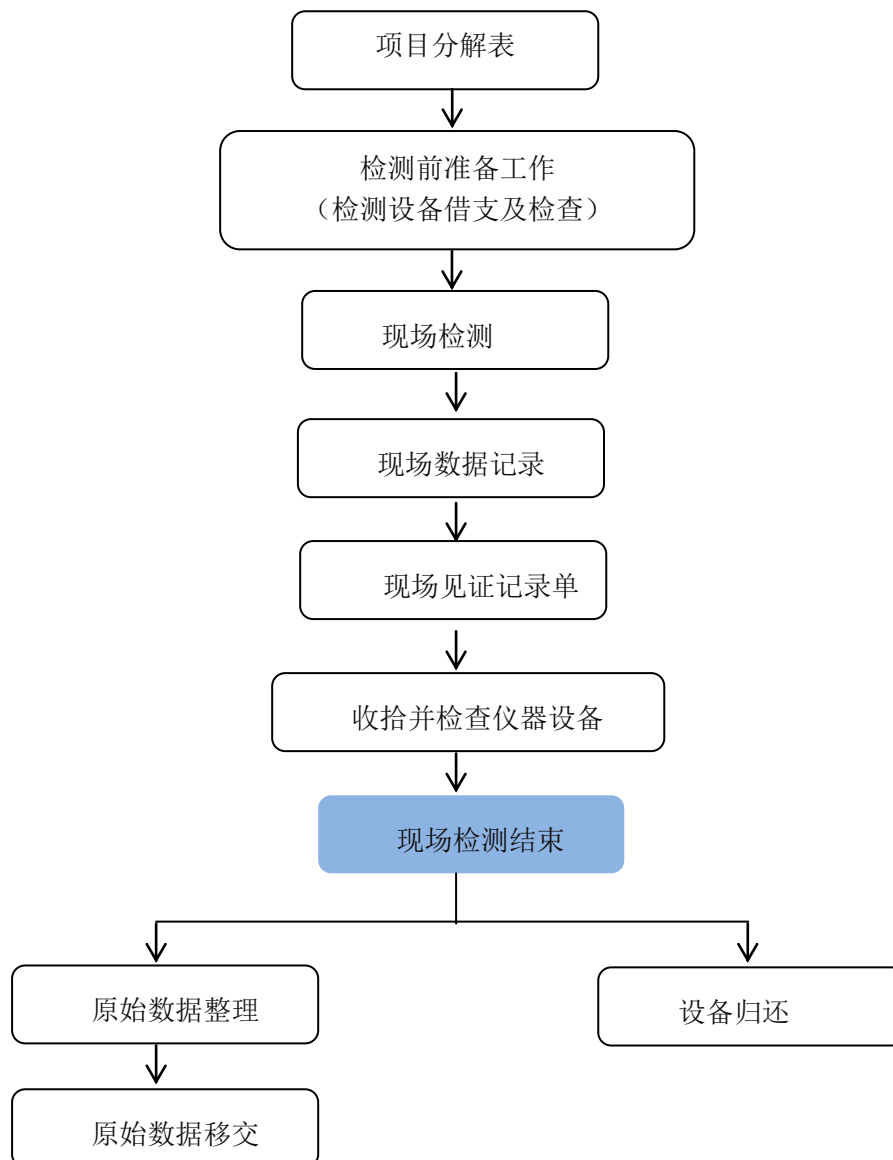 项目分解表
检测前准备工作
（检测设备借支及检查）
现场检测
现场数据记录
现场见证记录单
收拾并检查仪器设备
现场检测结束
原始数据整理
设备归还
原始数据移交